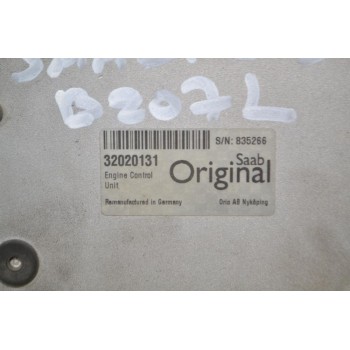 B207L
S/N: 835266
32020131
Engine Control
Unit
Saab
Original
Remanufactured in Germany
Orio AB Nyköping